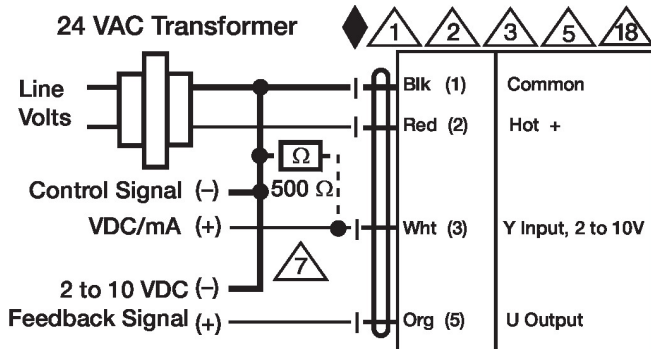 24 VAC Transformer
1 2 3 5 18
Line
Volts
Blk (1) Common
Red (2) Hot +
Ω
500 Ω
Control Signal (–)
VDC/mA (+)
Wht (3) Y Input, 2 to 10V
7
2 to 10 VDC (–)
Feedback Signal (+)
Org (5) U Output